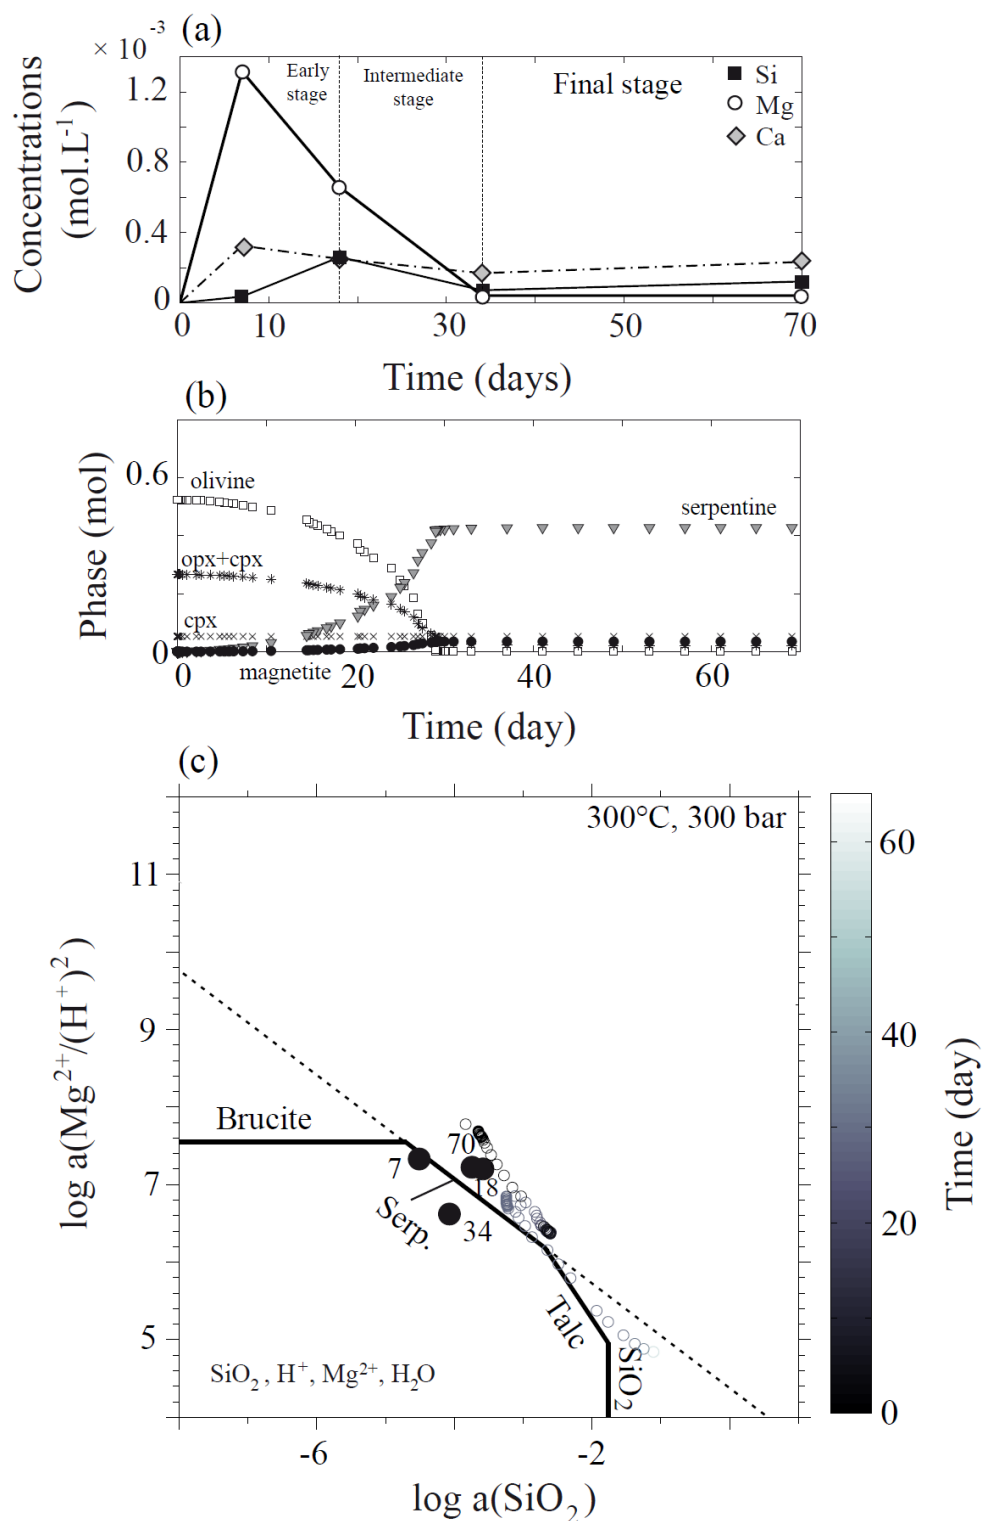 (a)
× 10⁻³
Concentrations
(mol.L⁻¹)
1.2
0.8
0.4
0
Early
stage
Intermediate
stage
Final stage
Si
Mg
Ca
0
10
30
50
70
Time (days)
(b)
Phase (mol)
0.6
0
olivine
opx+cpx
cpx
magnetite
serpentine
0
20
40
60
Time (day)
(c)
300°C, 300 bar
log a(Mg²⁺/(H⁺)²)
11
9
7
5
Brucite
7
70
18
34
Serp.
Talc
SiO₂
SiO₂, H⁺, Mg²⁺, H₂O
-6
-2
log a(SiO₂)
60
40
20
0
Time (day)